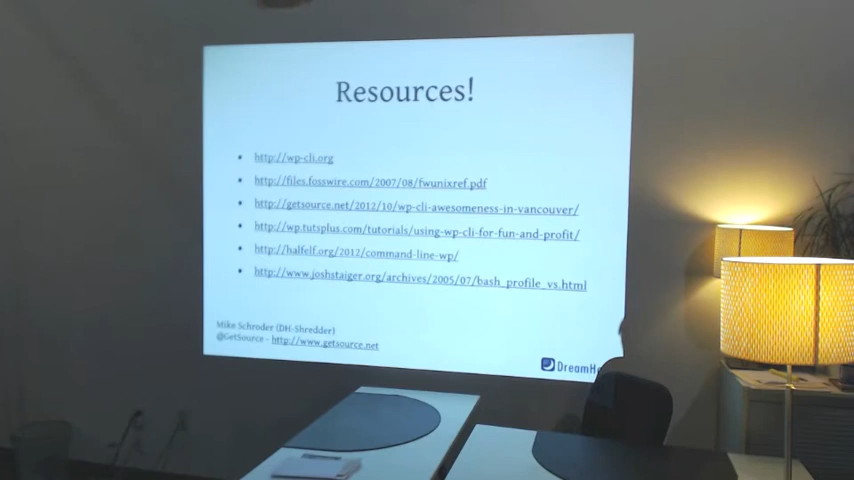 Resources!
http://wp-cli.org
http://files.fosswire.com/2007/08/fwunixref.pdf
http://getsource.net/2012/10/wp-cli-awesomeness-in-vancouver/
http://wp.tutsplus.com/tutorials/using-wp-cli-for-fun-and-profit/
http://halfelf.org/2012/command-line-wp/
http://www.joshstaiger.org/archives/2005/07/bash_profile_vs.html
Mike Schroder (DH-Shredder)
@GetSource - http://www.getsource.net